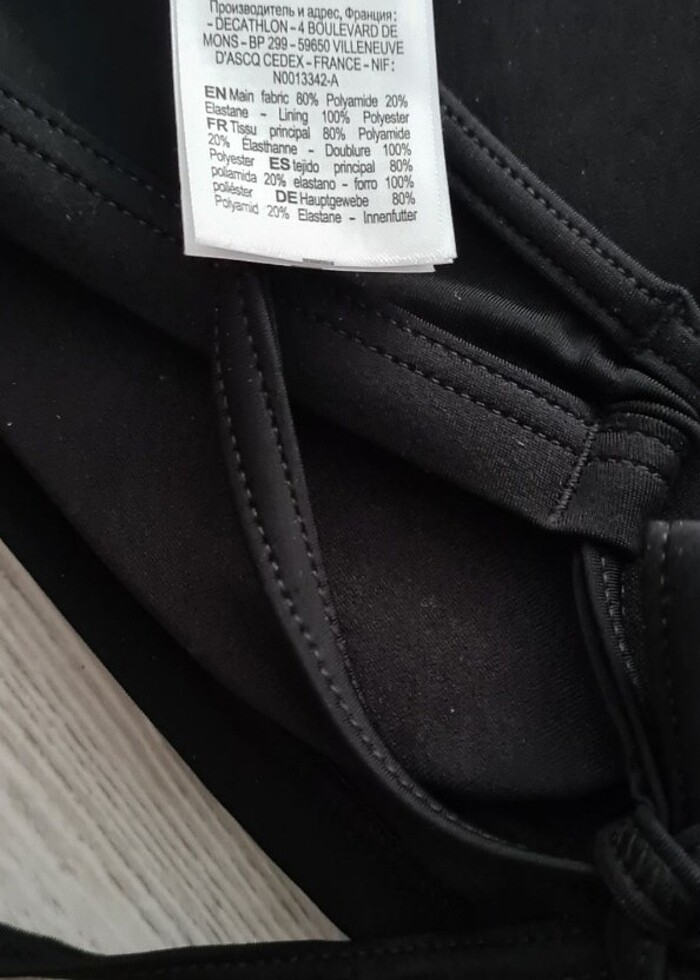 Производитель и адрес, Франция:
- DECATHLON - 4 BOULEVARD DE
MONS - BP 299 - 59650 VILLENEUVE
D'ASCQ CEDEX - FRANCE - NIF:
N0013342-A
EN Main fabric 80% Polyamide 20%
Elastane - Lining 100% Polyester
FR Tissu principal 80% Polyamide
20% Élasthanne - Doublure 100%
Polyester ES tejido principal 80%
poliamida 20% elastano - forro 100%
poliéster DE Hauptgewebe 80%
Polyamid 20% Elastane - Innenfutter